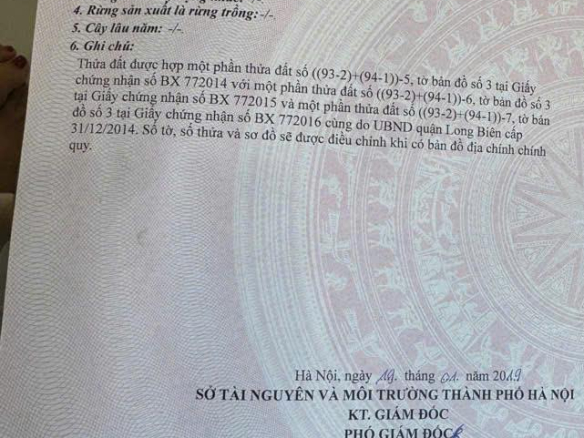 4. Rừng sản xuất là rừng trồng: -/-.
5. Cây lâu năm: -/-.
6. Ghi chú:
Thửa đất được hợp một phần thửa đất số ((93-2)+(94-1))-5, tờ bản đồ số 3 tại Giấy
chứng nhận số BX 772014 với một phần thửa đất số ((93-2)+(94-1))-6, tờ bản đồ số 3
tại Giấy chứng nhận số BX 772015 và một phần thửa đất số ((93-2)+(94-1))-7, tờ bản
đồ số 3 tại Giấy chứng nhận số BX 772016 cùng do UBND quận Long Biên cấp
31/12/2014. Số tờ, số thửa và sơ đồ sẽ được điều chỉnh khi có bản đồ địa chính chính
quy.
Hà Nội, ngày 19. tháng 01. năm 2019
SỞ TÀI NGUYÊN VÀ MÔI TRƯỜNG THÀNH PHỐ HÀ NỘI
KT. GIÁM ĐỐC
PHÓ GIÁM ĐỐC